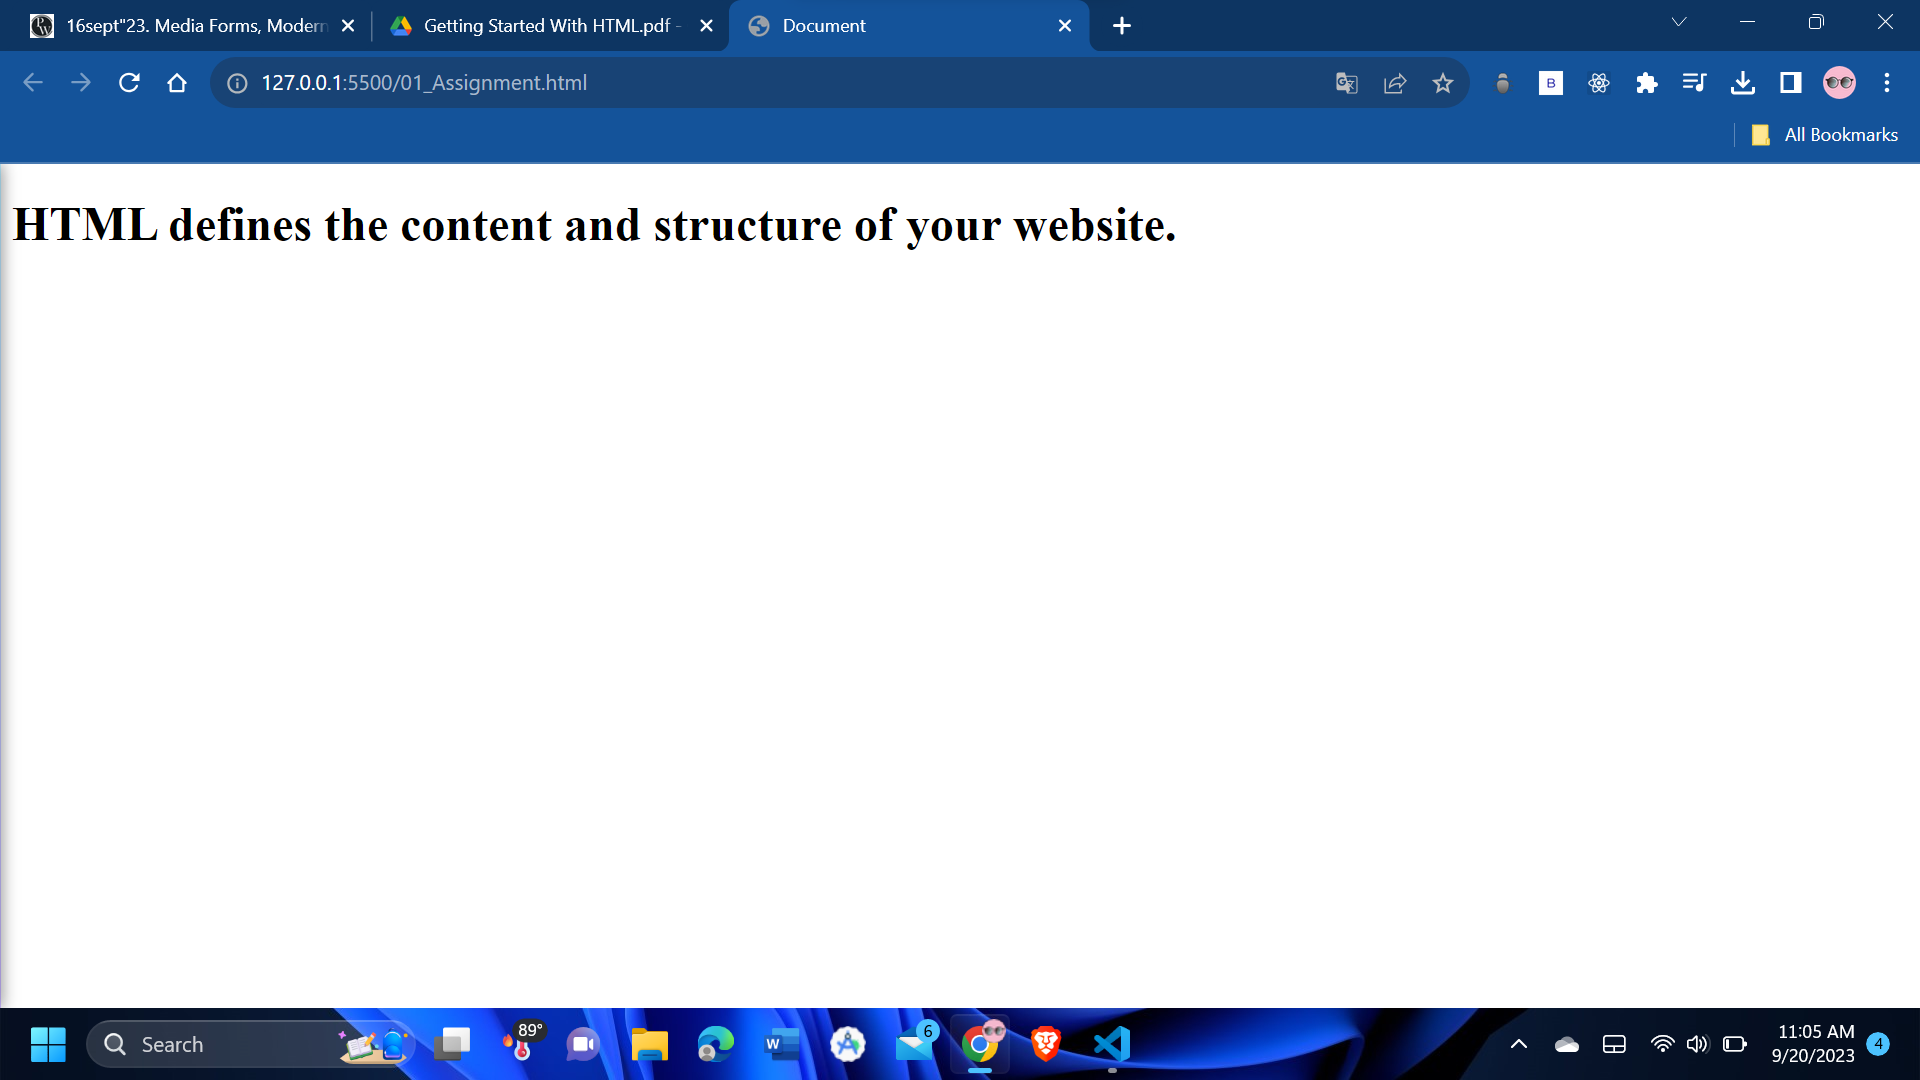 16sept"23. Media Forms, Modern
Getting Started With HTML.pdf -
Document
127.0.0.1:5500/01_Assignment.html
B
All Bookmarks
HTML defines the content and structure of your website.
Search
89°
W
6
11:05 AM
9/20/2023
4